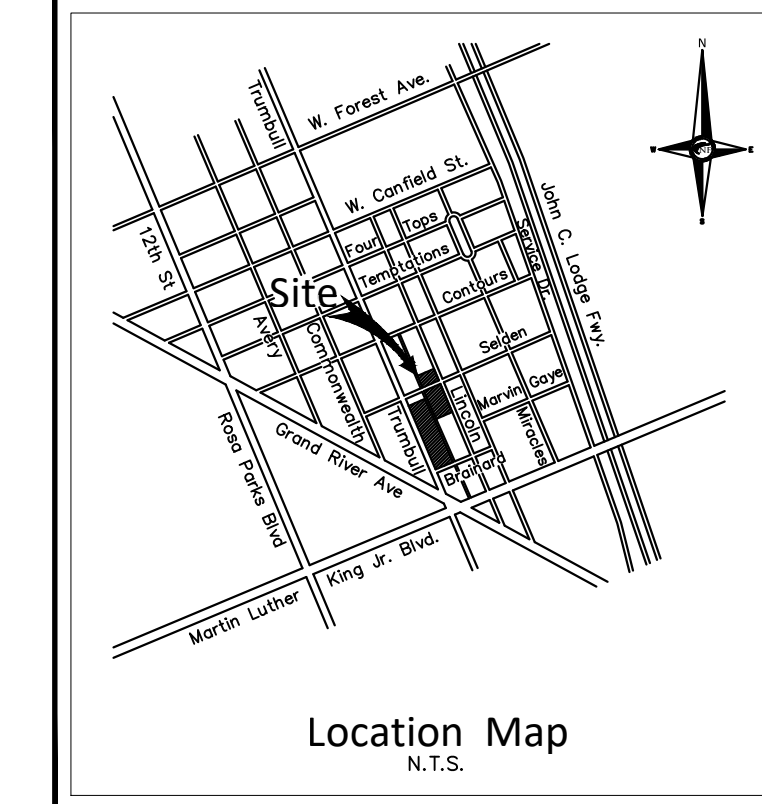 N
W
NF
E
S
W. Forest Ave.
Trumbull
W. Canfield St.
John C. Lodge Fwy.
Service Dr.
12th St
Four
Tops
Temptations
Contours
Site
Avery
Commonwealth
Selden
Marvin Gaye
Lincoln
Miracles
Trumbull
Brainard
Rosa Parks Blvd
Grand River Ave
Martin Luther
King Jr. Blvd.
Location Map
N.T.S.